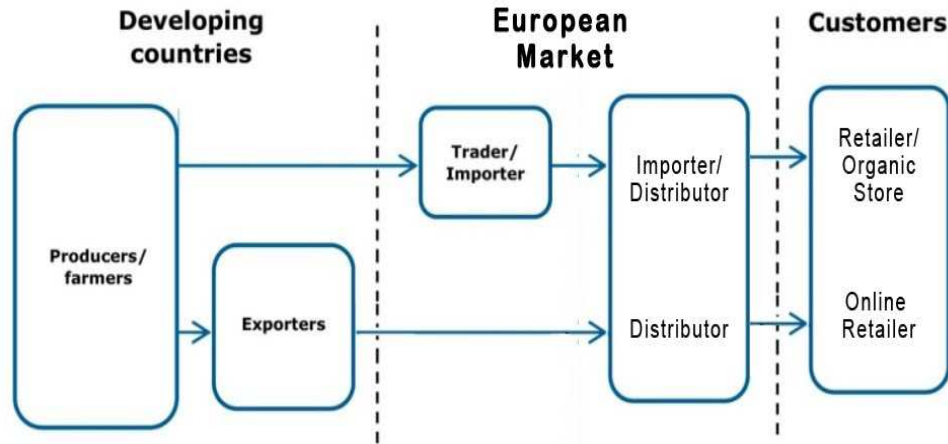 Developing
countries
European
Market
Customers
Producers/
farmers
Exporters
Trader/
Importer
Importer/
Distributor
Distributor
Retailer/
Organic
Store
Online
Retailer